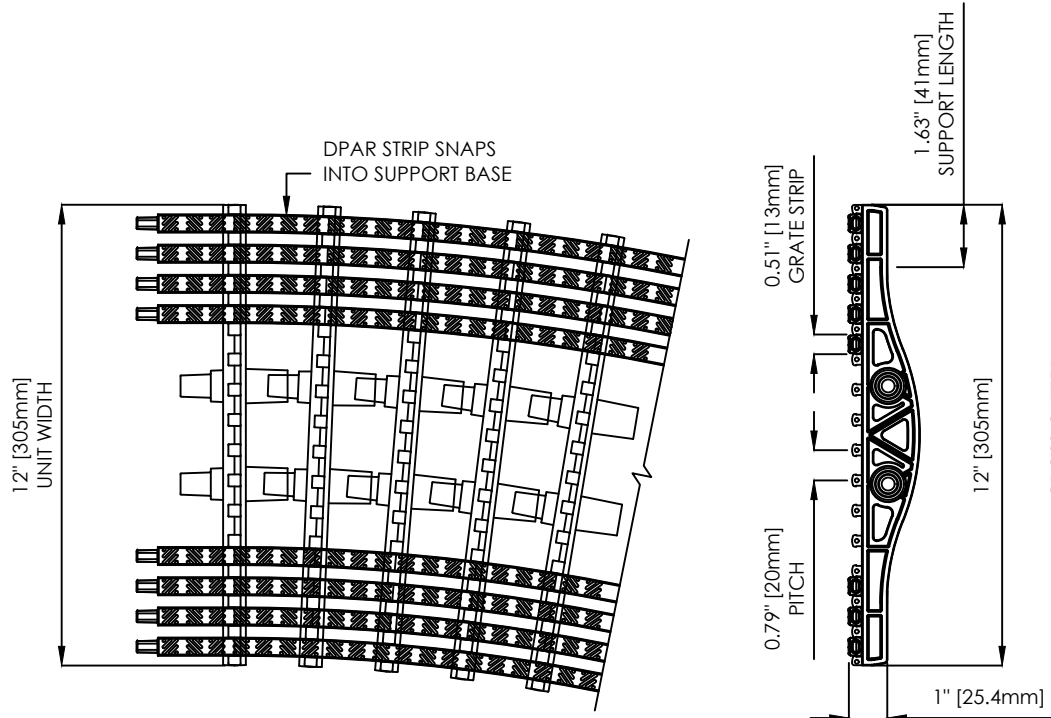 DPAR STRIP SNAPS
INTO SUPPORT BASE
12" [305mm]
UNIT WIDTH
1.63" [41mm]
SUPPORT LENGTH
0.51" [13mm]
GRATE STRIP
0.79" [20mm]
PITCH
12" [305mm]
1" [25.4mm]